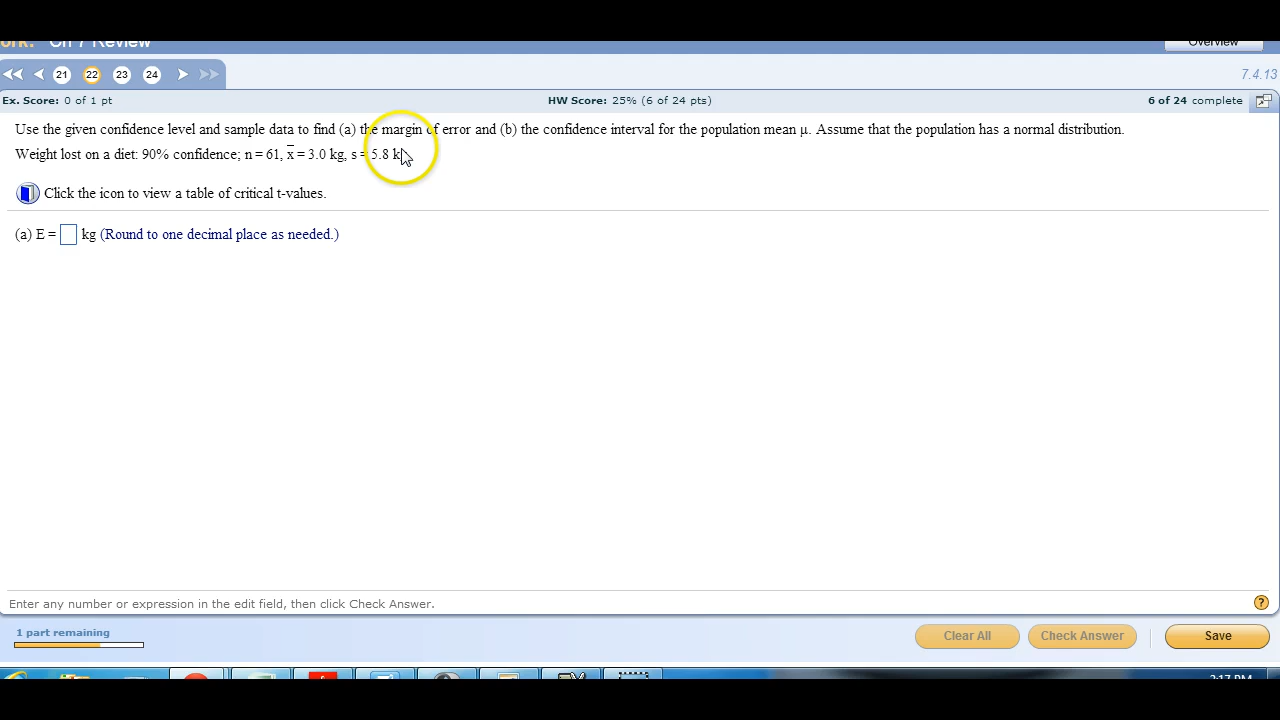 Ch 7 Review
Overview
21 22 23 24
7.4.13
Ex. Score: 0 of 1 pt
HW Score: 25% (6 of 24 pts)
6 of 24 complete
Use the given confidence level and sample data to find (a) the margin of error and (b) the confidence interval for the population mean μ. Assume that the population has a normal distribution.
Weight lost on a diet: 90% confidence; n = 61, x̅ = 3.0 kg, s = 5.8 k
Click the icon to view a table of critical t-values.
(a) E = kg (Round to one decimal place as needed.)
Enter any number or expression in the edit field, then click Check Answer.
?
1 part remaining
Clear All
Check Answer
Save